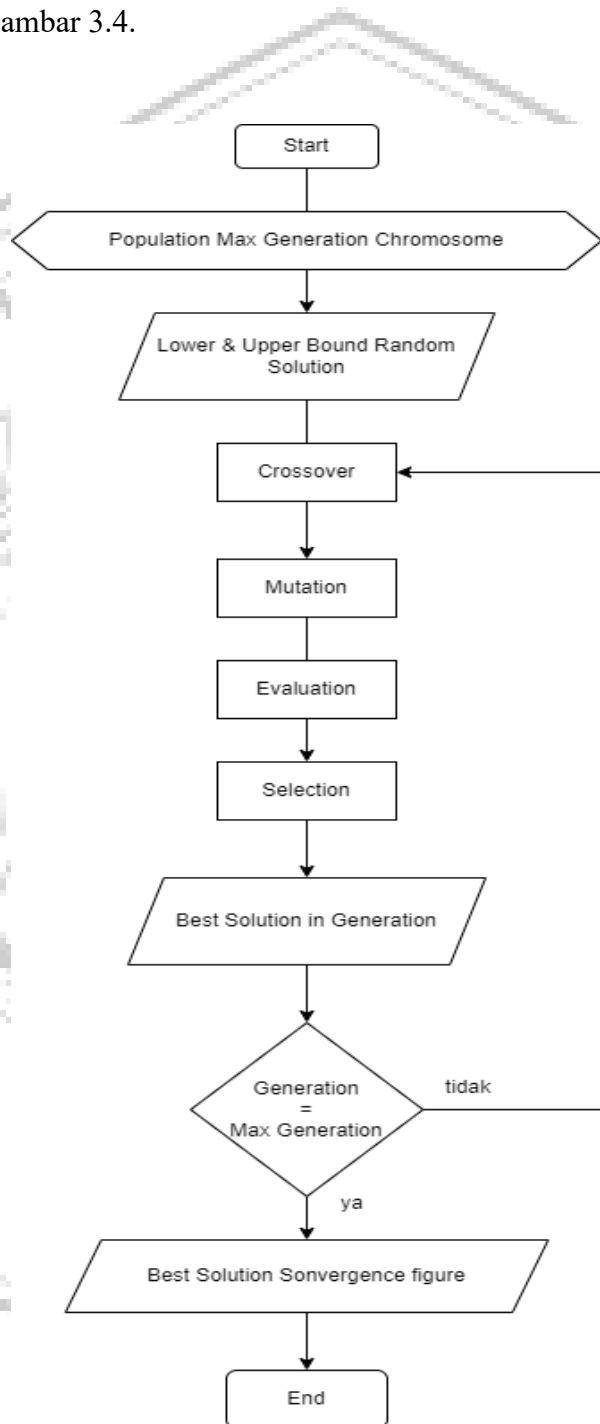 ambar 3.4.
Start
Population Max Generation Chromosome
Lower & Upper Bound Random
Solution
Crossover
Mutation
Evaluation
Selection
Best Solution in Generation
Generation
=
Max Generation
tidak
ya
Best Solution Sonvergence figure
End